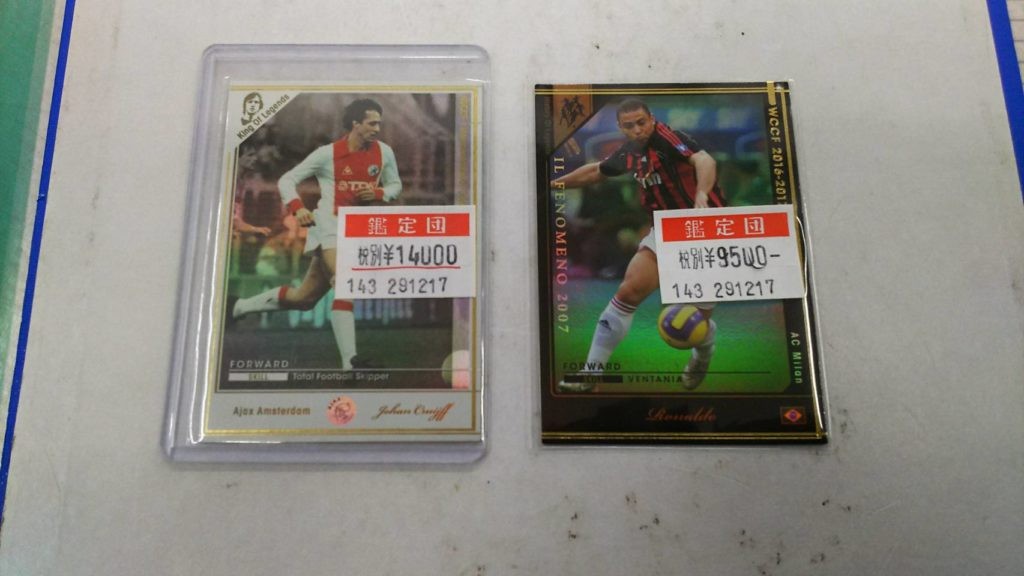 King Of Legends
鑑定団
税別¥14000
143 291217
FORWARD
SKILL Total Football Skipper
Ajax Amsterdam
Johan Cruijff
WCCF 2016-201
IL FENOMENO 2007
鑑定団
税別¥9500-
143 291217
FORWARD
SKILL VENTANIA
AC Milan
Ronaldo